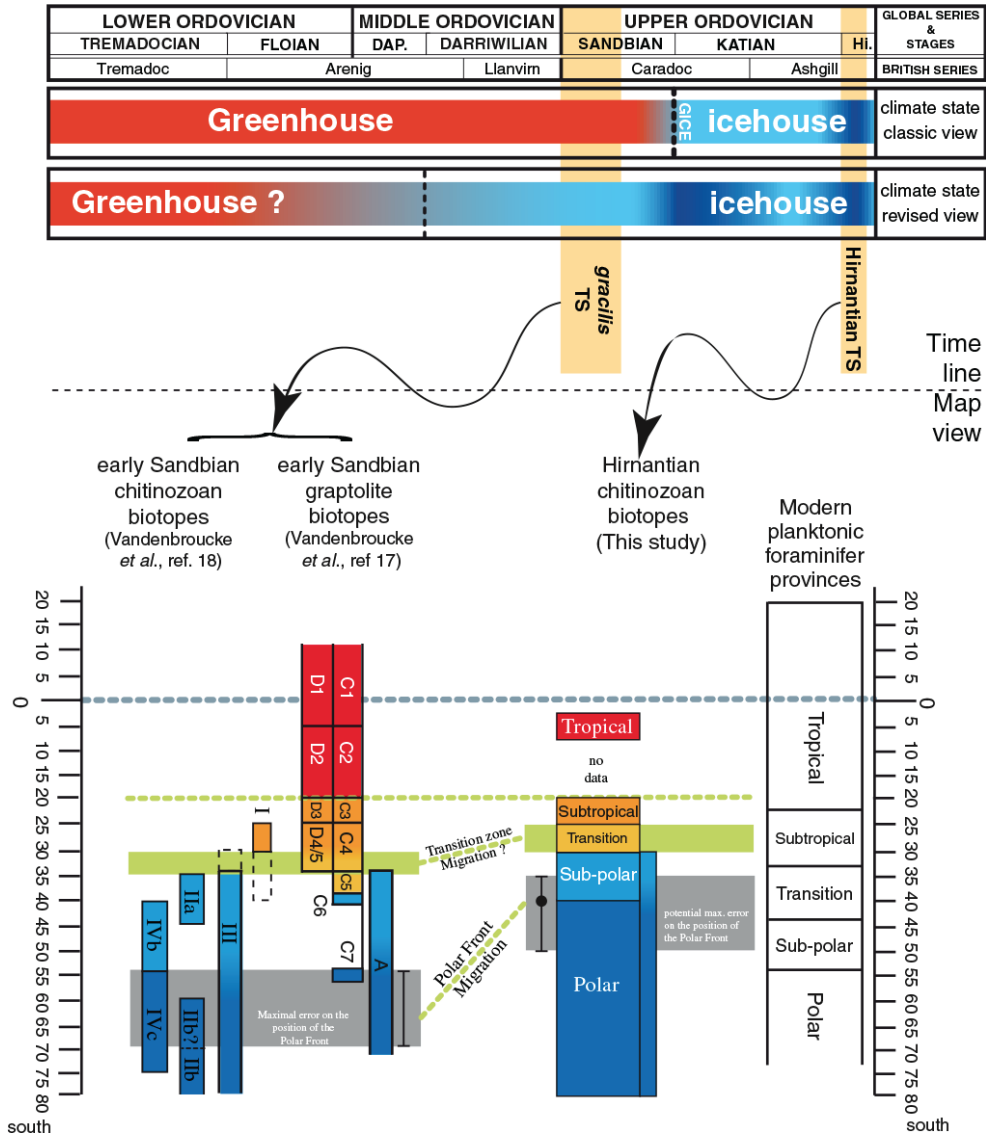 LOWER ORDOVICIAN
MIDDLE ORDOVICIAN
UPPER ORDOVICIAN
GLOBAL SERIES
&
STAGES
TREMADOCIAN
FLOIAN
DAP.
DARRIWILIAN
SANDBIAN
KATIAN
Hi.
Tremadoc
Arenig
Llanvirn
Caradoc
Ashgill
BRITISH SERIES
Greenhouse
GICE
icehouse
climate state
classic view
Greenhouse ?
icehouse
climate state
revised view
gracilis
TS
Hirnantian TS
Time
line
Map
view
early Sandbian
chitinozoan
biotopes
(Vandenbroucke
et al., ref. 18)
early Sandbian
graptolite
biotopes
(Vandenbroucke
et al., ref 17)
Hirnantian
chitinozoan
biotopes
(This study)
Modern
planktonic
foraminifer
provinces
20
15
10
5
0
5
10
15
20
25
30
35
40
45
50
55
60
65
70
75
80
south
IVb
IVc
IIa
IIb?
IIb
III
I
D1
D2
D3
D4/5
C1
C2
C3
C4
C5
C6
C7
A
Maximal error on the
position of the
Polar Front
Transition zone
Migration ?
Polar Front
Migration
Tropical
no
data
Subtropical
Transition
Sub-polar
Polar
potential max. error
on the position of
the Polar Front
Tropical
Subtropical
Transition
Sub-polar
Polar
20
15
10
5
0
5
10
15
20
25
30
35
40
45
50
55
60
65
70
75
80
south